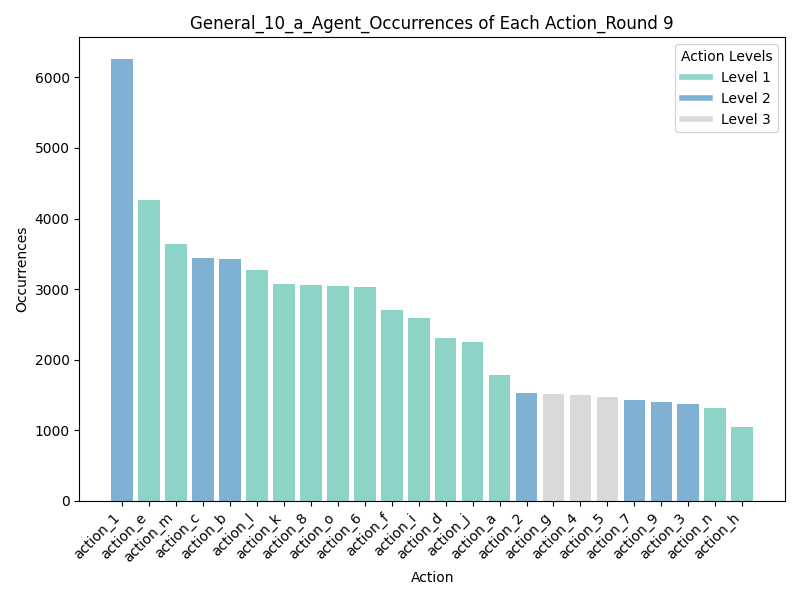 General_10_a_Agent_Occurrences of Each Action_Round 9
Action Levels
Level 1
Level 2
Level 3
Occurrences
6000
5000
4000
3000
2000
1000
0
action_1
action_e
action_m
action_c
action_b
action_l
action_k
action_8
action_o
action_6
action_f
action_i
action_d
action_j
action_a
action_2
action_g
action_4
action_5
action_7
action_9
action_3
action_n
action_h
Action